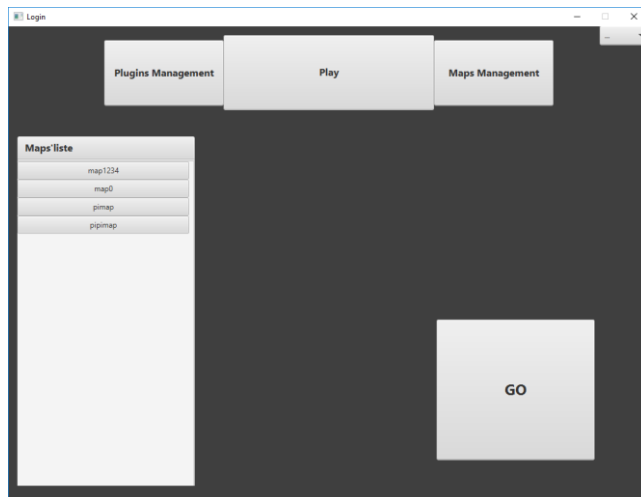 Login
...
Plugins Management
Play
Maps Management
Maps'liste
map1234
map0
pimap
pipimap
GO